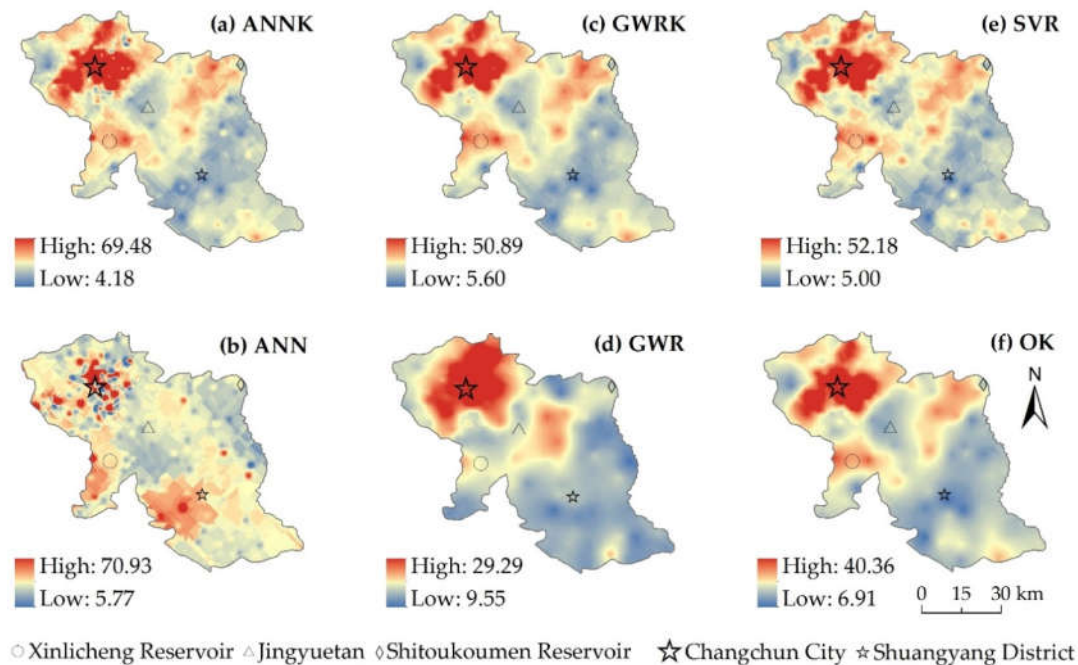 (a) ANNK
High: 69.48
Low: 4.18
(c) GWRK
High: 50.89
Low: 5.60
(e) SVR
High: 52.18
Low: 5.00
(b) ANN
High: 70.93
Low: 5.77
(d) GWR
High: 29.29
Low: 9.55
(f) OK
N
High: 40.36
Low: 6.91
0 15 30 km
Xinlicheng Reservoir Jingyuetan Shitoukoumen Reservoir Changchun City Shuangyang District